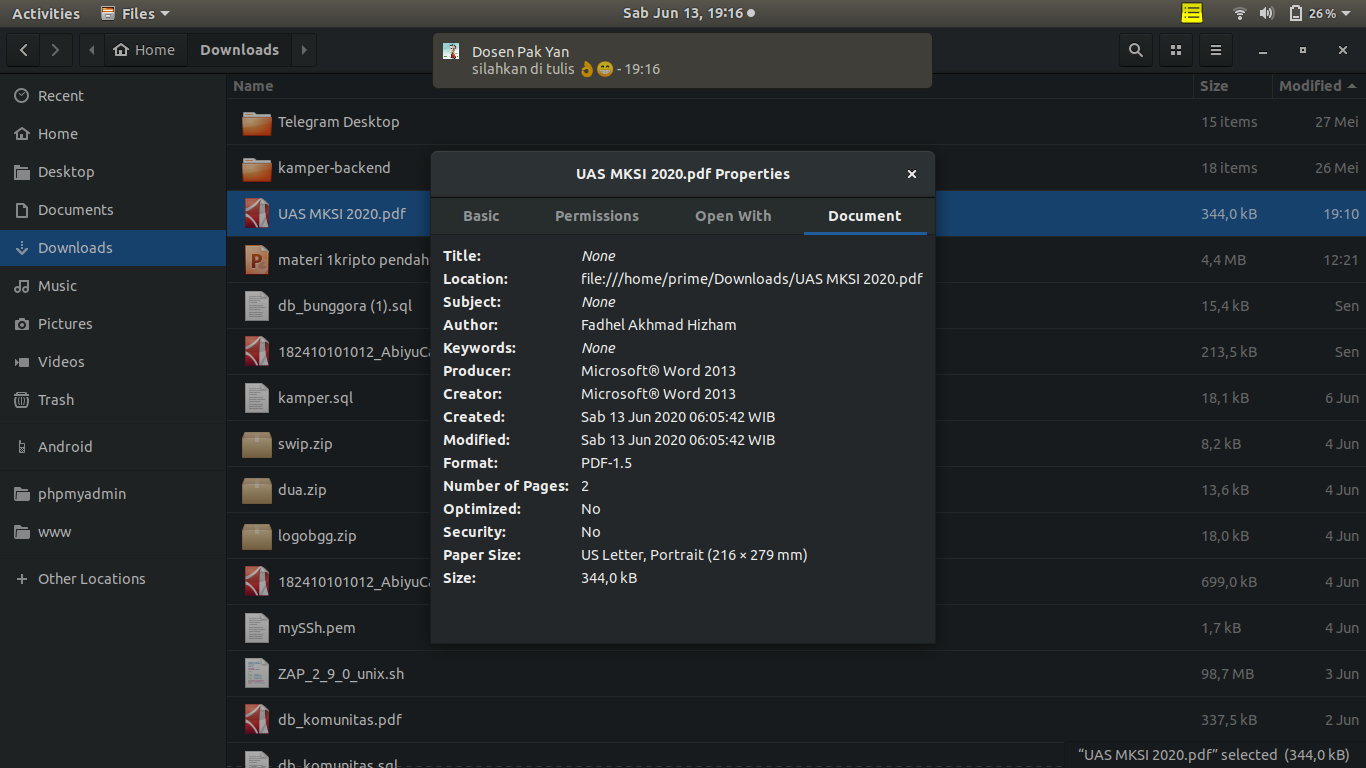 Activities Files Sab Jun 13, 19:16 26%
Home Downloads
Dosen Pak Yan
silahkan di tulis 👌😁 - 19:16
Recent
Home
Desktop
Documents
Downloads
Music
Pictures
Videos
Trash
Android
phpmyadmin
www
Other Locations
Name Size Modified
Telegram Desktop 15 items 27 Mei
kamper-backend 18 items 26 Mei
UAS MKSI 2020.pdf 344,0 kB 19:10
materi 1kripto pendah 4,4 MB 12:21
db_bunggora (1).sql 15,4 kB Sen
182410101012_AbiyuCa 213,5 kB Sen
kamper.sql 18,1 kB 6 Jun
swip.zip 8,2 kB 4 Jun
dua.zip 13,6 kB 4 Jun
logobgg.zip 18,0 kB 4 Jun
182410101012_AbiyuCa 699,0 kB 4 Jun
mySSh.pem 1,7 kB 4 Jun
ZAP_2_9_0_unix.sh 98,7 MB 3 Jun
db_komunitas.pdf 337,5 kB 2 Jun
db_komunitas.sql
UAS MKSI 2020.pdf Properties
Basic Permissions Open With Document
Title: None
Location: file:///home/prime/Downloads/UAS MKSI 2020.pdf
Subject: None
Author: Fadhel Akhmad Hizham
Keywords: None
Producer: Microsoft® Word 2013
Creator: Microsoft® Word 2013
Created: Sab 13 Jun 2020 06:05:42 WIB
Modified: Sab 13 Jun 2020 06:05:42 WIB
Format: PDF-1.5
Number of Pages: 2
Optimized: No
Security: No
Paper Size: US Letter, Portrait (216 × 279 mm)
Size: 344,0 kB
“UAS MKSI 2020.pdf” selected (344,0 kB)